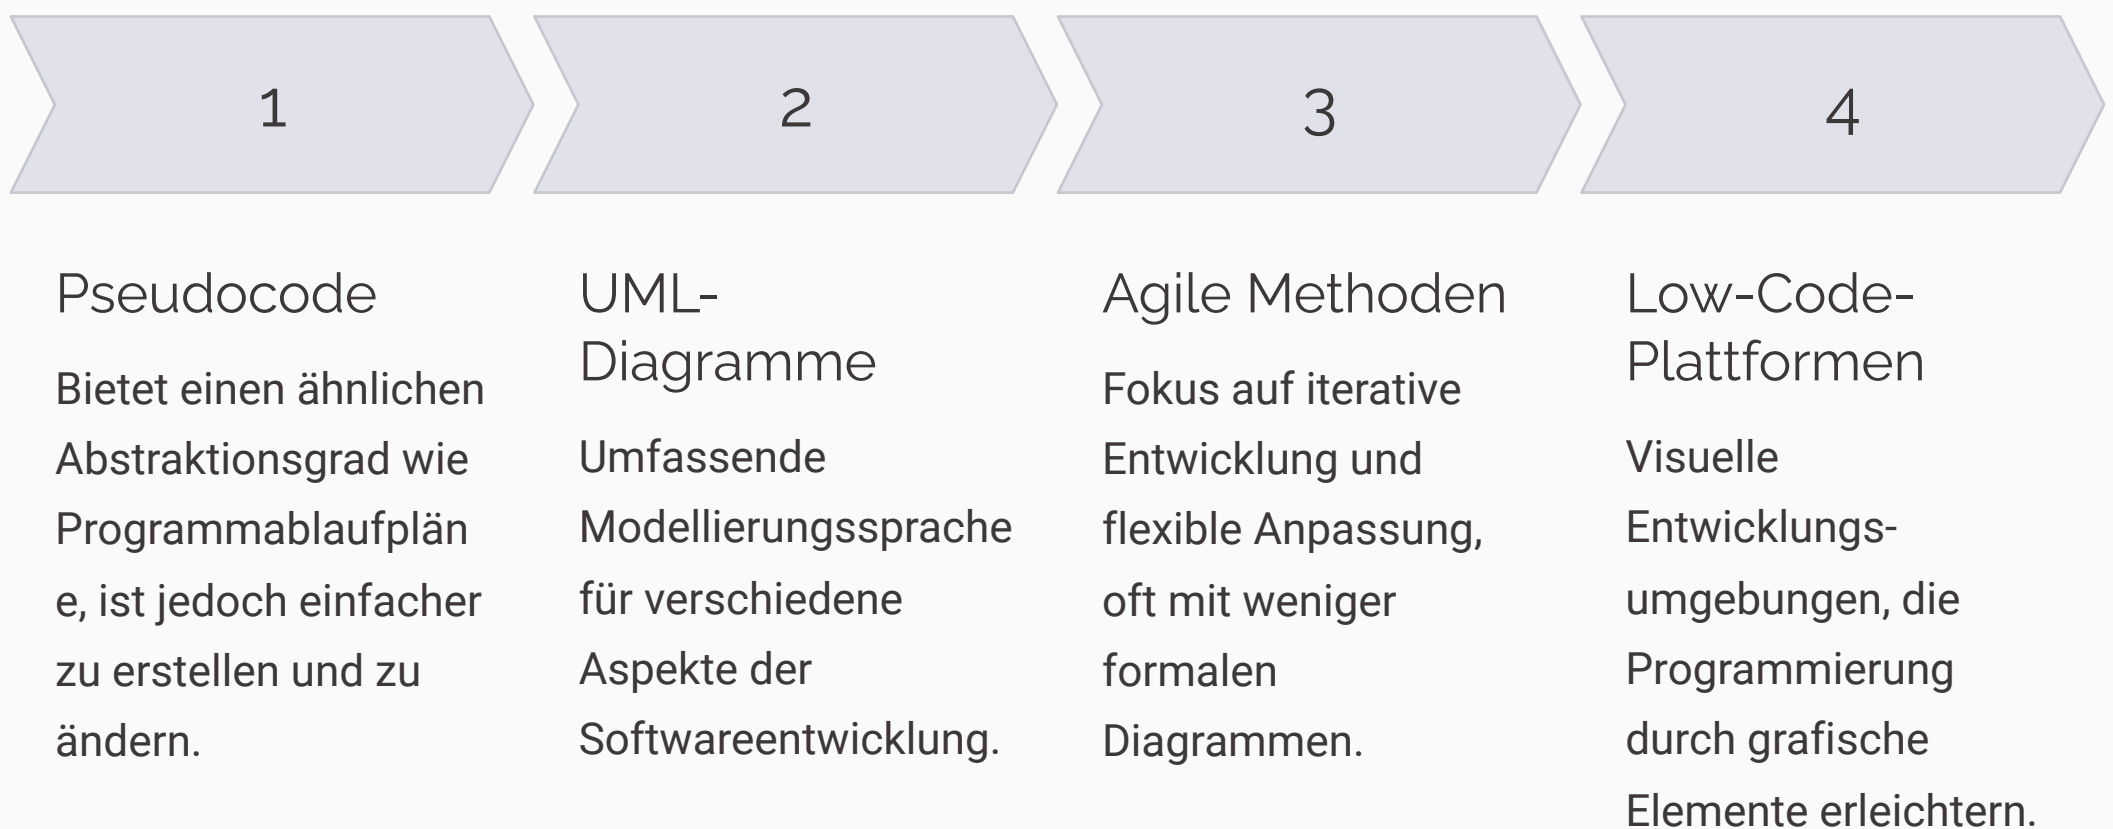 1
2
3
4
Pseudocode
Bietet einen ähnlichen
Abstraktionsgrad wie
Programmablaufplän
e, ist jedoch einfacher
zu erstellen und zu
ändern.
UML-
Diagramme
Umfassende
Modellierungssprache
für verschiedene
Aspekte der
Softwareentwicklung.
Agile Methoden
Fokus auf iterative
Entwicklung und
flexible Anpassung,
oft mit weniger
formalen
Diagrammen.
Low-Code-
Plattformen
Visuelle
Entwicklungs-
umgebungen, die
Programmierung
durch grafische
Elemente erleichtern.